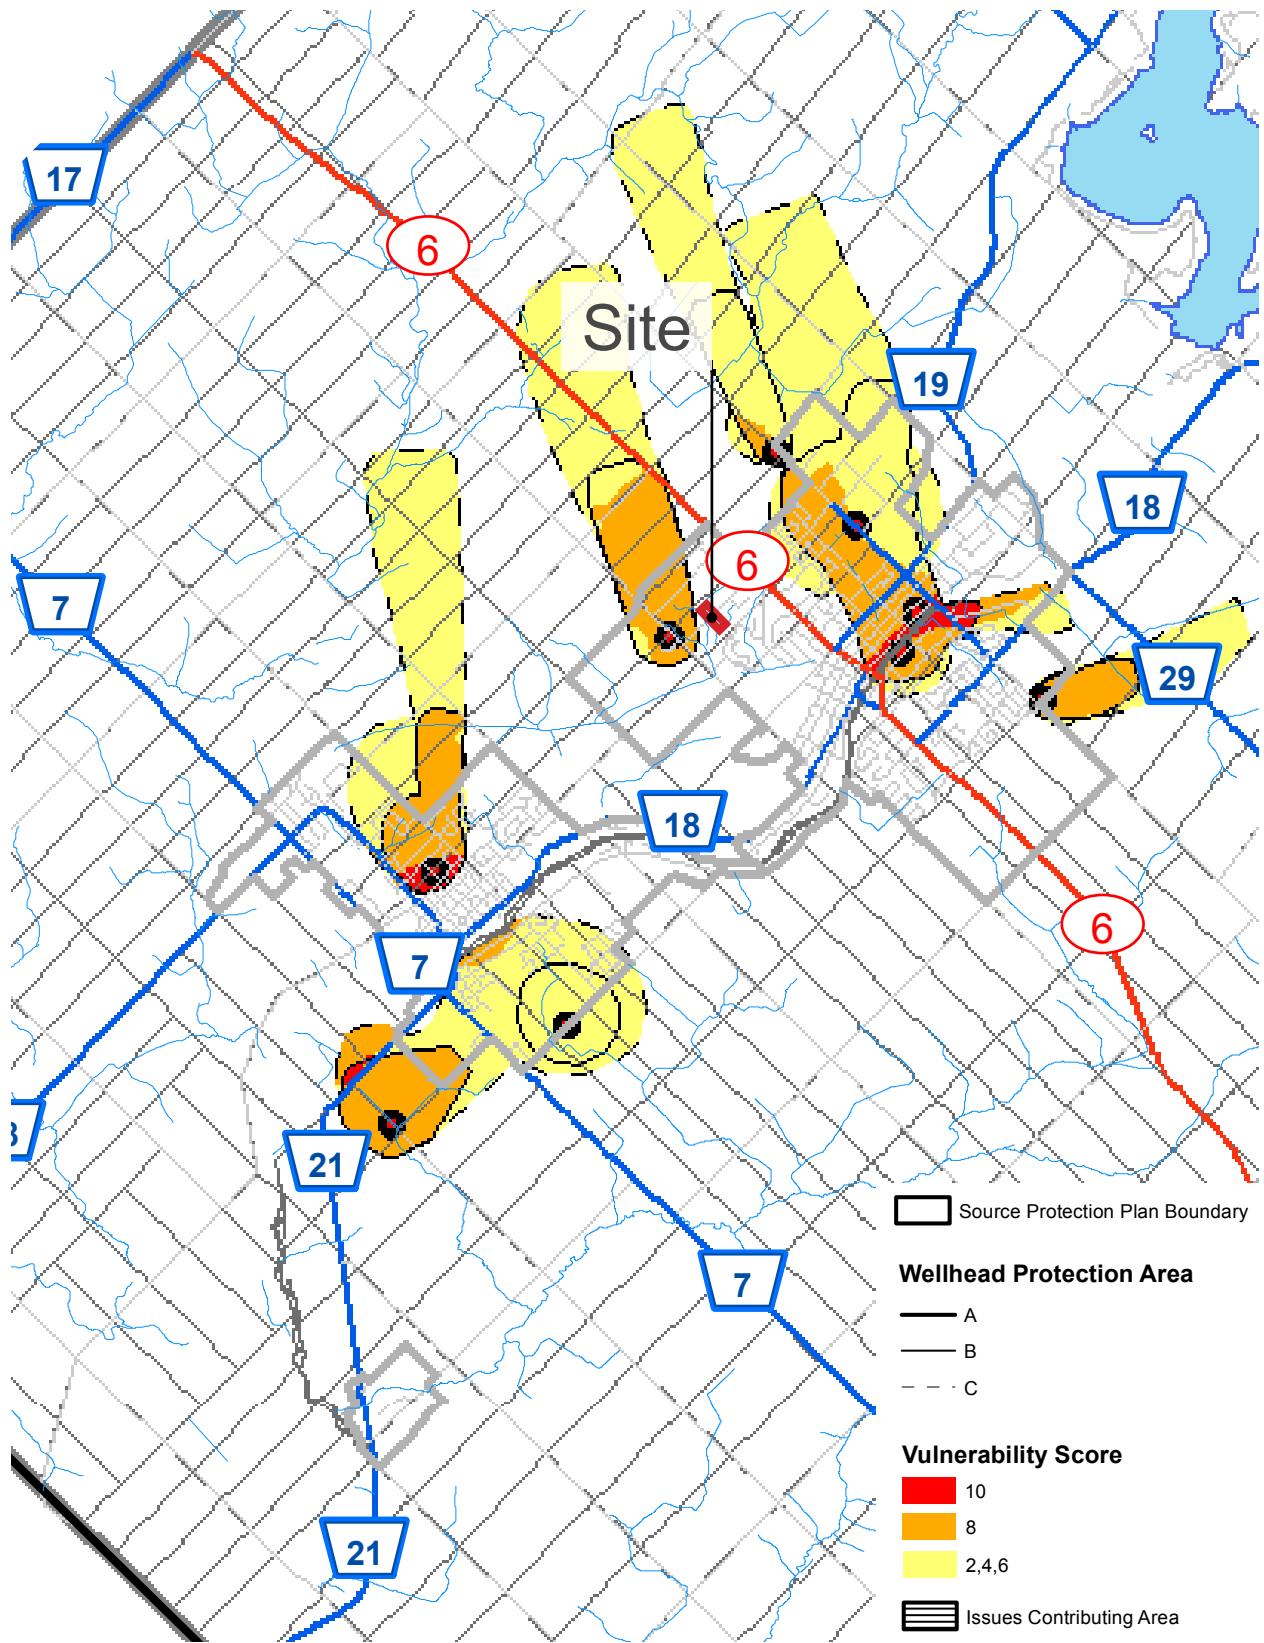 17
6
Site
19
18
6
7
29
18
6
7
21
Source Protection Plan Boundary
Wellhead Protection Area
A
B
C
7
Vulnerability Score
10
8
2,4,6
21
Issues Contributing Area